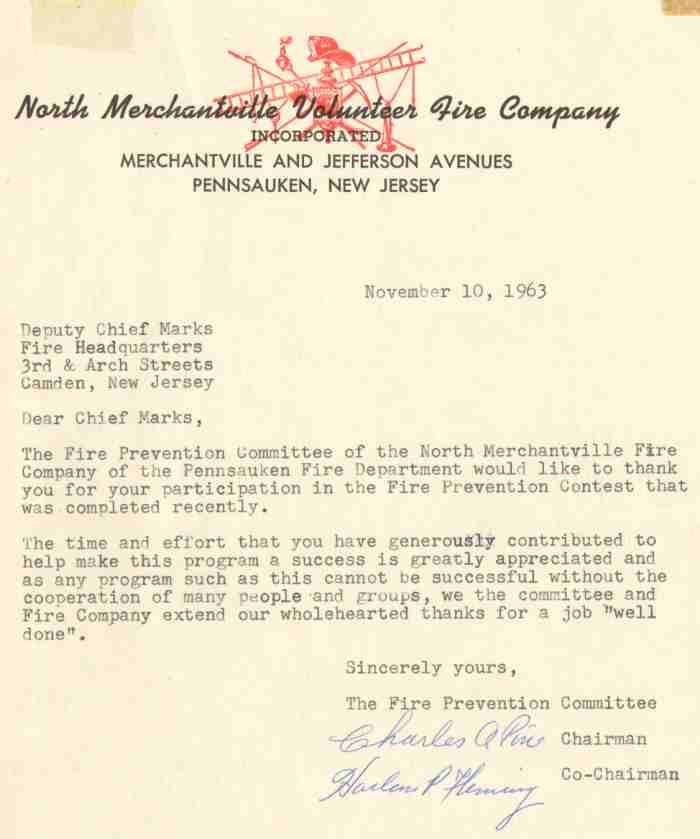 North Merchantville Volunteer Fire Company
INCORPORATED
MERCHANTVILLE AND JEFFERSON AVENUES
PENNSAUKEN, NEW JERSEY
November 10, 1963
Deputy Chief Marks
Fire Headquarters
3rd & Arch Streets
Camden, New Jersey
Dear Chief Marks,
The Fire Prevention Committee of the North Merchantville Fire
Company of the Pennsauken Fire Department would like to thank
you for your participation in the Fire Prevention Contest that
was completed recently.
The time and effort that you have generously contributed to
help make this program a success is greatly appreciated and
as any program such as this cannot be successful without the
cooperation of many people and groups, we the committee and
Fire Company extend our wholehearted thanks for a job "well
done".
Sincerely yours,
The Fire Prevention Committee
Charles Chairman
P Fleming Co-Chairman